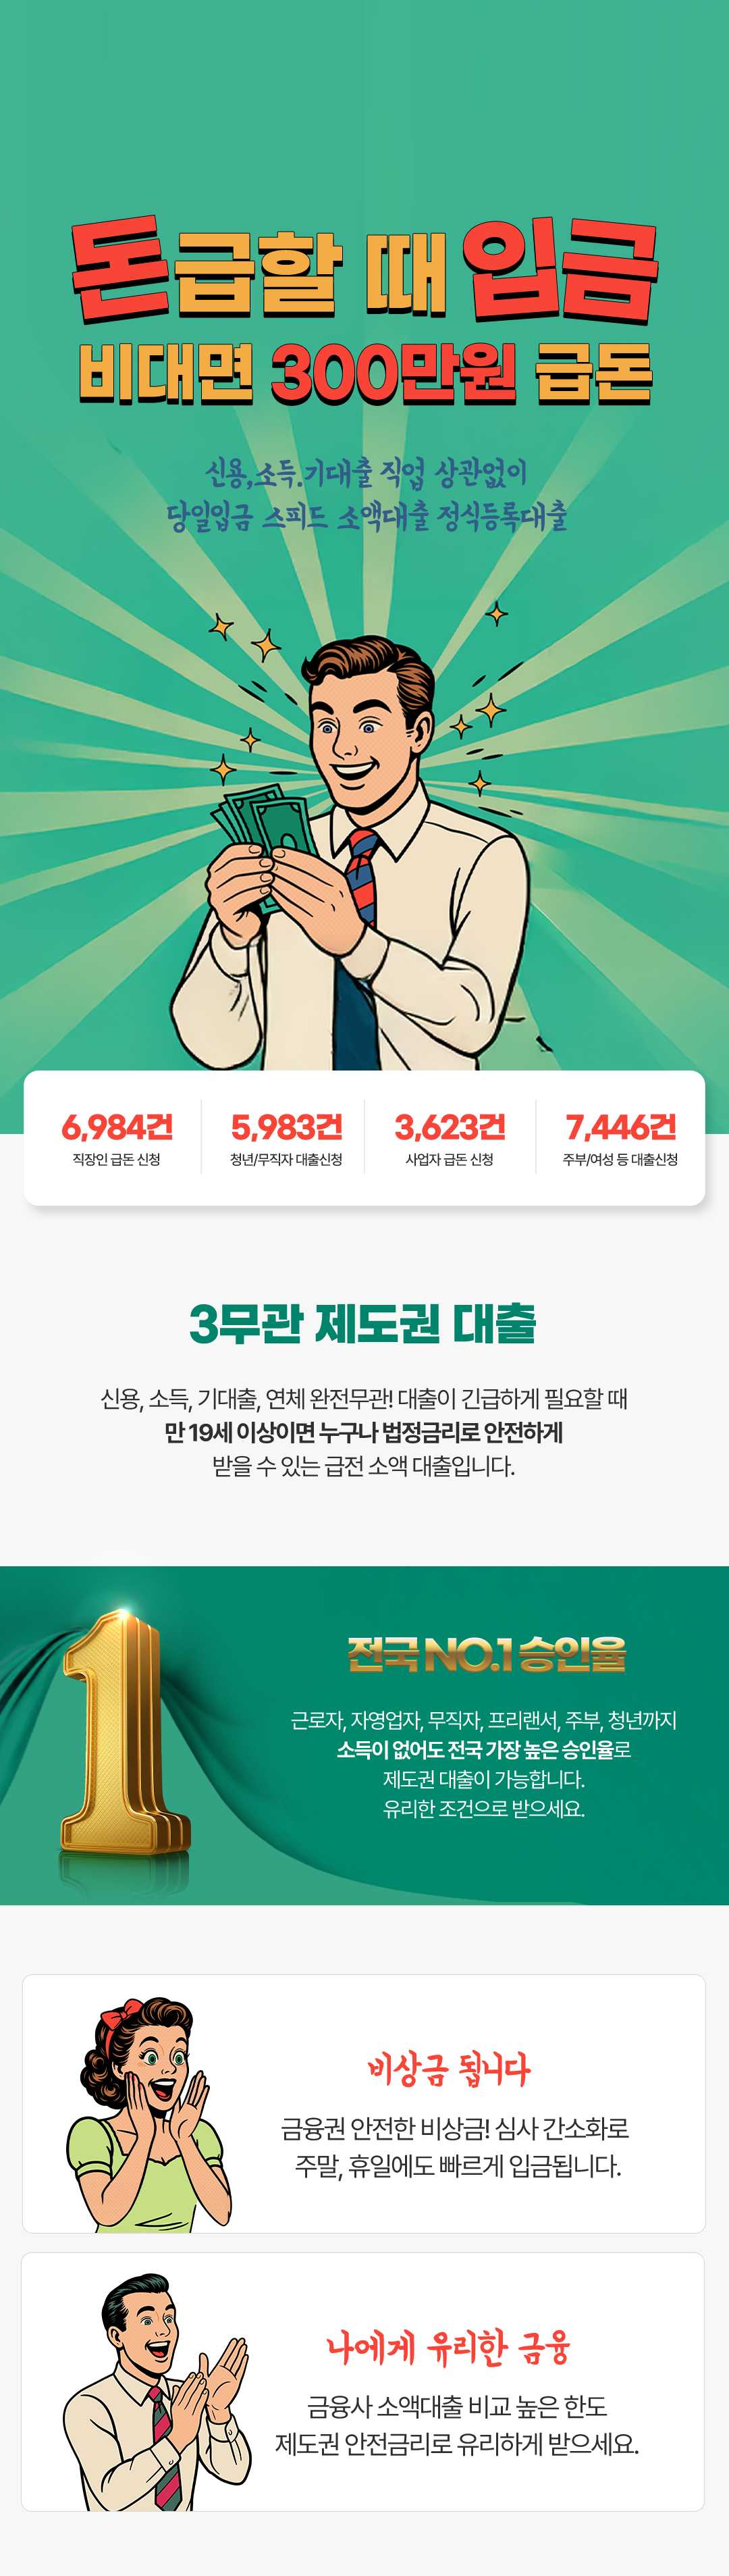 돈급할 때 입금
비대면 300만원 급돈
신용,소득.기대출 직업 상관없이
당일입금 스피드 소액대출 정식등록대출
6,984건
직장인 급돈 신청
5,983건
청년/무직자 대출신청
3,623건
사업자 급돈 신청
7,446건
주부/여성 등 대출신청
3무관 제도권 대출
신용, 소득, 기대출, 연체 완전무관! 대출이 긴급하게 필요할 때
만 19세 이상이면 누구나 법정금리로 안전하게
받을 수 있는 급전 소액 대출입니다.
전국 NO.1 승인율
근로자, 자영업자, 무직자, 프리랜서, 주부, 청년까지
소득이 없어도 전국 가장 높은 승인율로
제도권 대출이 가능합니다.
유리한 조건으로 받으세요.
비상금 됩니다
금융권 안전한 비상금! 심사 간소화로
주말, 휴일에도 빠르게 입금됩니다.
나에게 유리한 금융
금융사 소액대출 비교 높은 한도
제도권 안전금리로 유리하게 받으세요.